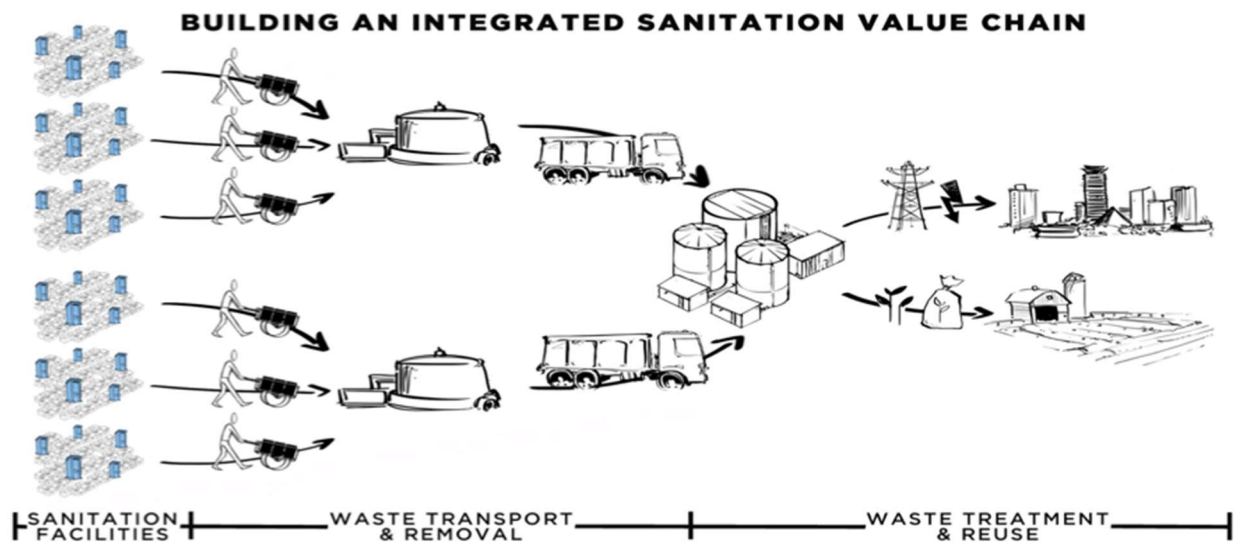 BUILDING AN INTEGRATED SANITATION VALUE CHAIN
SANITATION
FACILITIES
WASTE TRANSPORT
& REMOVAL
WASTE TREATMENT
& REUSE